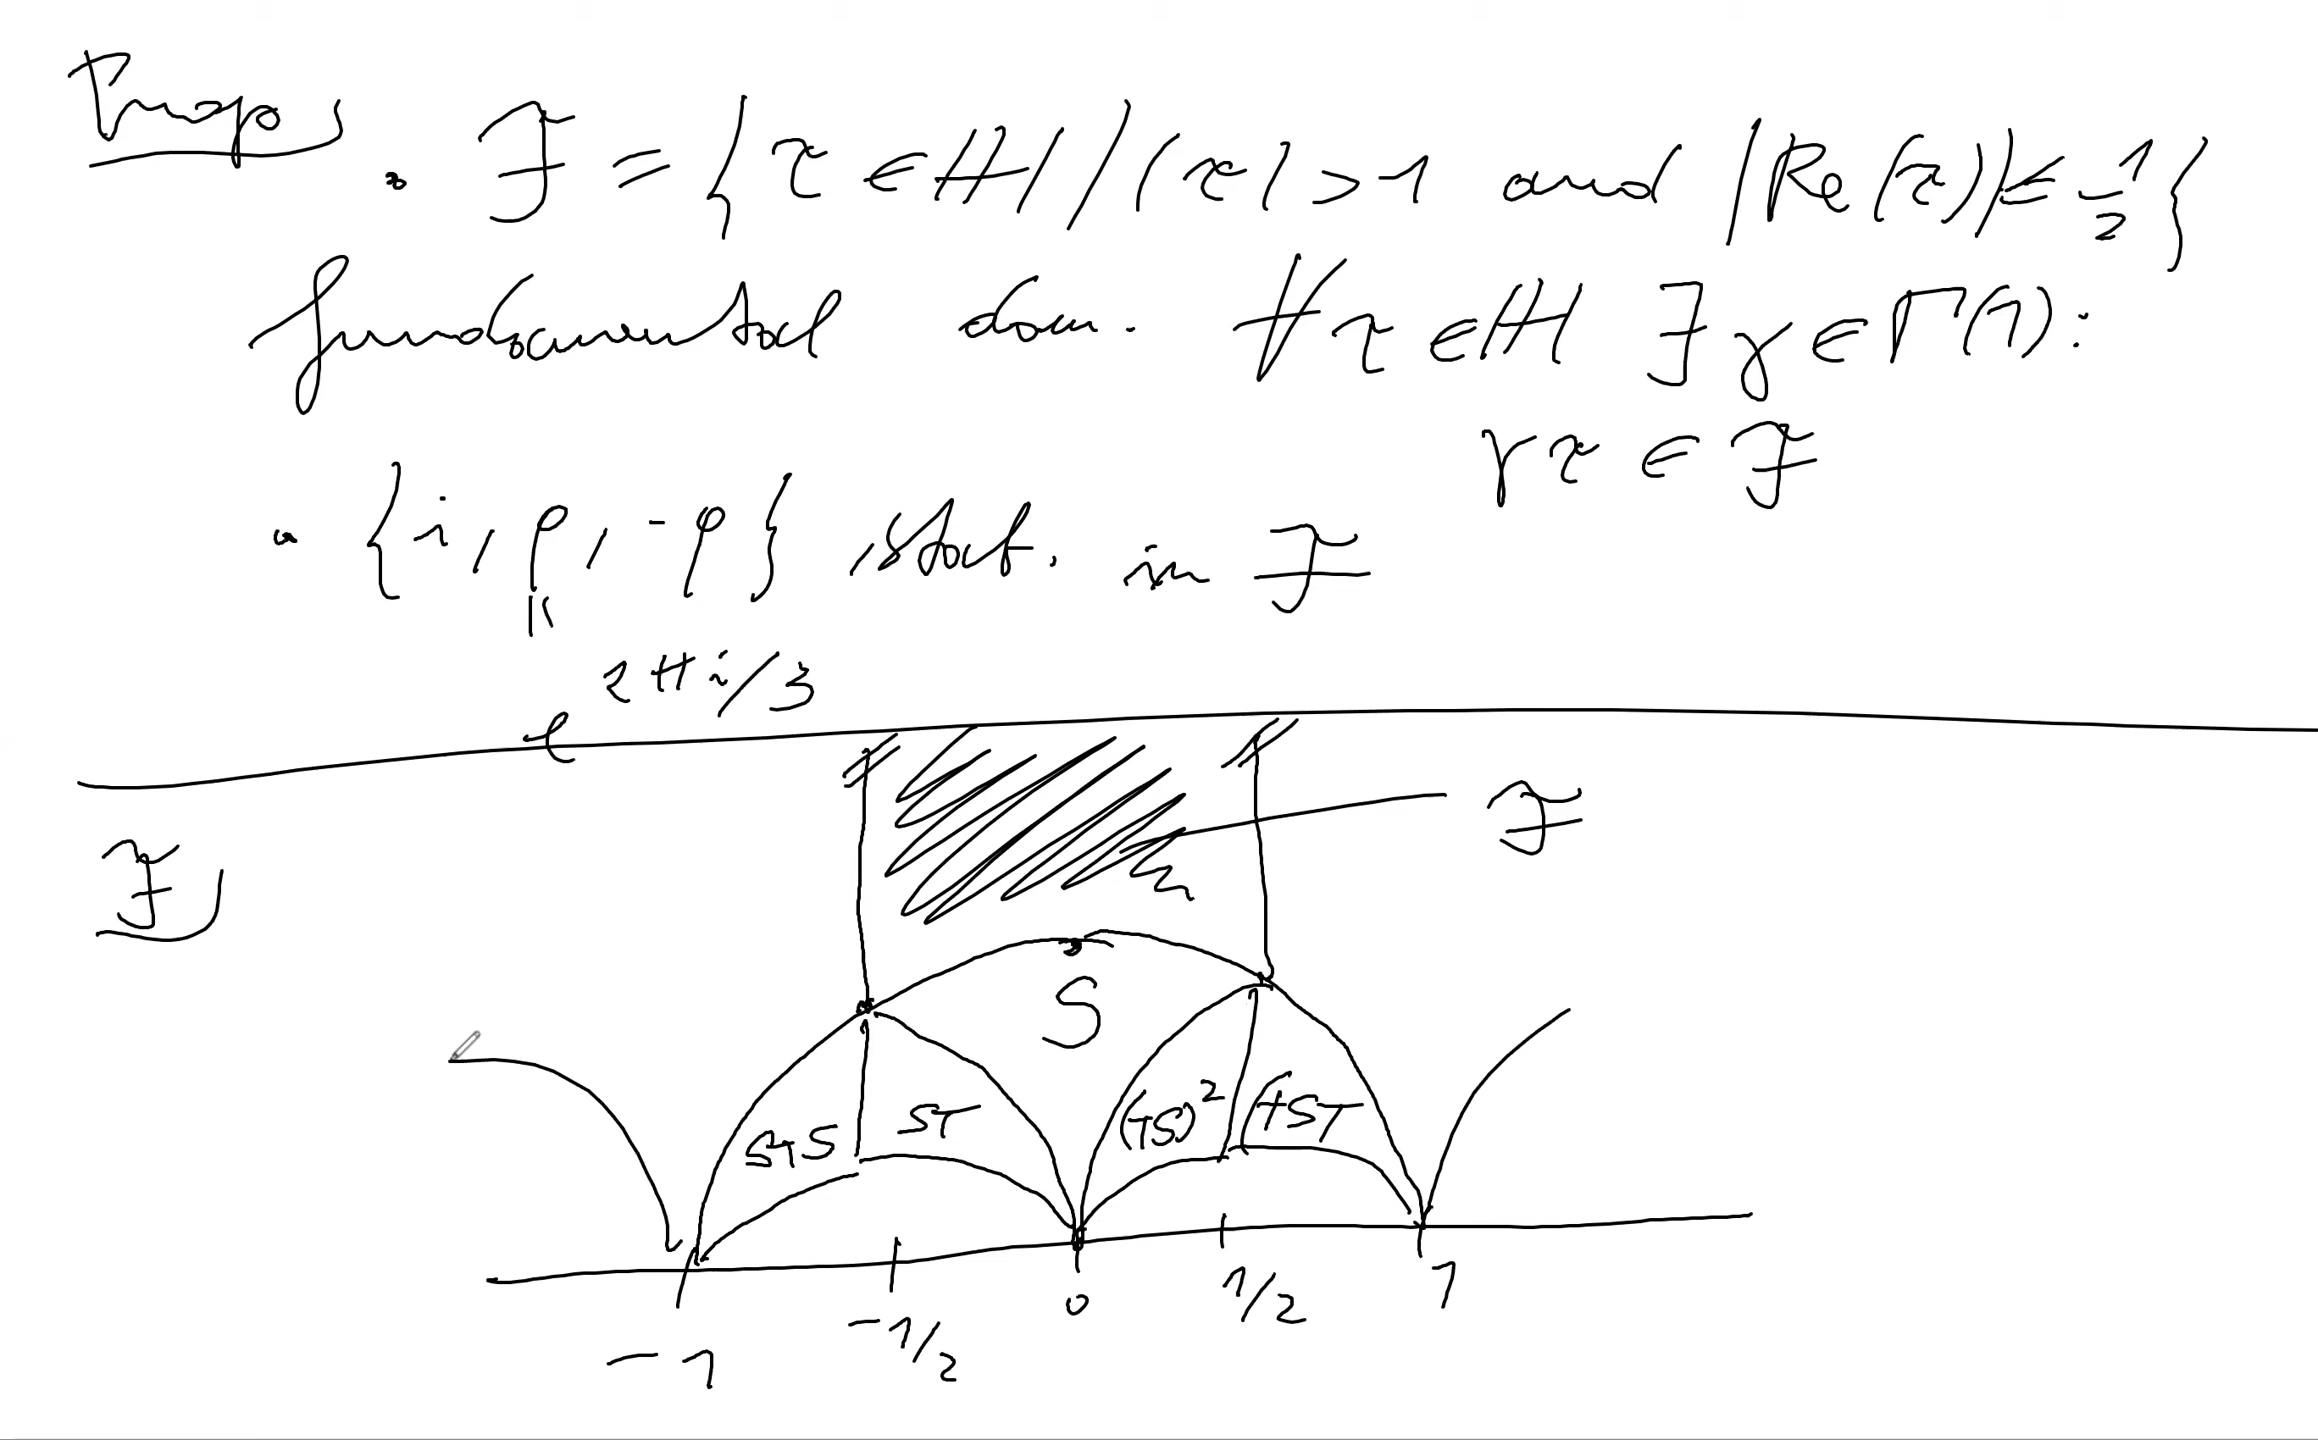 Prop
• F = { τ ∈ ℍ | |τ| > 1 and |Re(τ)| ≤ 1/2 }
fundamental dom. ∀ τ ∈ ℍ ∃ γ ∈ Γ(1):
γτ ∈ F
• { i, ρ, -ρ } in F
=
e^{2πi/3}
F
F
S
STS ST (TS)² TST
-1 -1/2 0 1/2 1